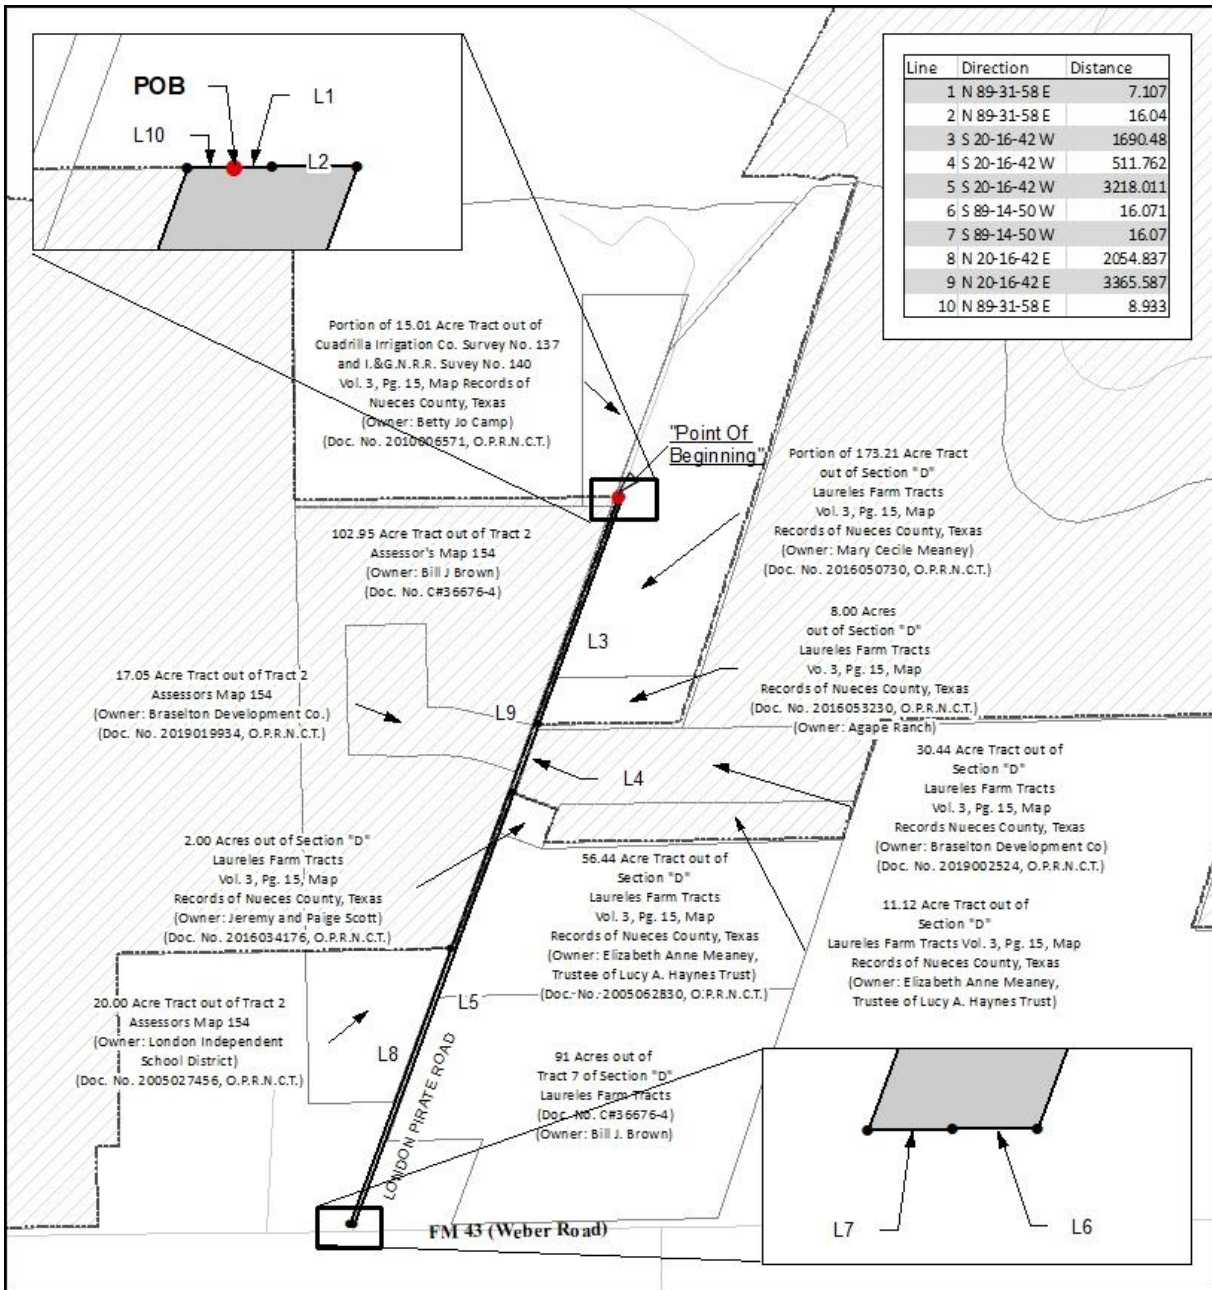 POB
L1
L10
L2
Line Direction Distance
1 N 89-31-58 E 7.107
2 N 89-31-58 E 16.04
3 S 20-16-42 W 1690.48
4 S 20-16-42 W 511.762
5 S 20-16-42 W 3218.011
6 S 89-14-50 W 16.071
7 S 89-14-50 W 16.07
8 N 20-16-42 E 2054.837
9 N 20-16-42 E 3365.587
10 N 89-31-58 E 8.933
Portion of 15.01 Acre Tract out of
Cuadrilla Irrigation Co. Survey No. 137
and I.&G.N.R.R. Suvey No. 140
Vol. 3, Pg. 15, Map Records of
Nueces County, Texas
(Owner: Betty Jo Camp)
(Doc. No. 2010006571, O.P.R.N.C.T.)
"Point Of
Beginning"
Portion of 173.21 Acre Tract
out of Section "D"
Laureles Farm Tracts
Vol. 3, Pg. 15, Map
Records of Nueces County, Texas
(Owner: Mary Cecile Meaney)
(Doc. No. 2016050730, O.P.R.N.C.T.)
102.95 Acre Tract out of Tract 2
Assessor's Map 154
(Owner: Bill J Brown)
(Doc. No. C#36676-4)
8.00 Acres
out of Section "D"
Laureles Farm Tracts
Vo. 3, Pg. 15, Map
Records of Nueces County, Texas
(Doc. No. 2016053230, O.P.R.N.C.T.)
(Owner: Agape Ranch)
L3
17.05 Acre Tract out of Tract 2
Assessors Map 154
(Owner: Braselton Development Co.)
(Doc. No. 2019019934, O.P.R.N.C.T.)
L9
L4
30.44 Acre Tract out of
Section "D"
Laureles Farm Tracts
Vol. 3, Pg. 15, Map
Records Nueces County, Texas
(Owner: Braselton Development Co)
(Doc. No. 2019002524, O.P.R.N.C.T.)
2.00 Acres out of Section "D"
Laureles Farm Tracts
Vol. 3, Pg. 15, Map
Records of Nueces County, Texas
(Owner: Jeremy and Paige Scott)
(Doc. No. 2016034176, O.P.R.N.C.T.)
56.44 Acre Tract out of
Section "D"
Laureles Farm Tracts
Vol. 3, Pg. 15, Map
Records of Nueces County, Texas
(Owner: Elizabeth Anne Meaney,
Trustee of Lucy A. Haynes Trust)
(Doc. No. 2005062830, O.P.R.N.C.T.)
11.12 Acre Tract out of
Section "D"
Laureles Farm Tracts Vol. 3, Pg. 15, Map
Records of Nueces County, Texas
(Owner: Elizabeth Anne Meaney,
Trustee of Lucy A. Haynes Trust)
20.00 Acre Tract out of Tract 2
Assessors Map 154
(Owner: London Independent
School District)
(Doc. No. 2005027456, O.P.R.N.C.T.)
L5
L8
LONDON PIRATE ROAD
91 Acres out of
Tract 7 of Section "D"
Laureles Farm Tracts
(Doc. No. C#36676-4)
(Owner: Bill J. Brown)
FM 43 (Weber Road)
L7
L6